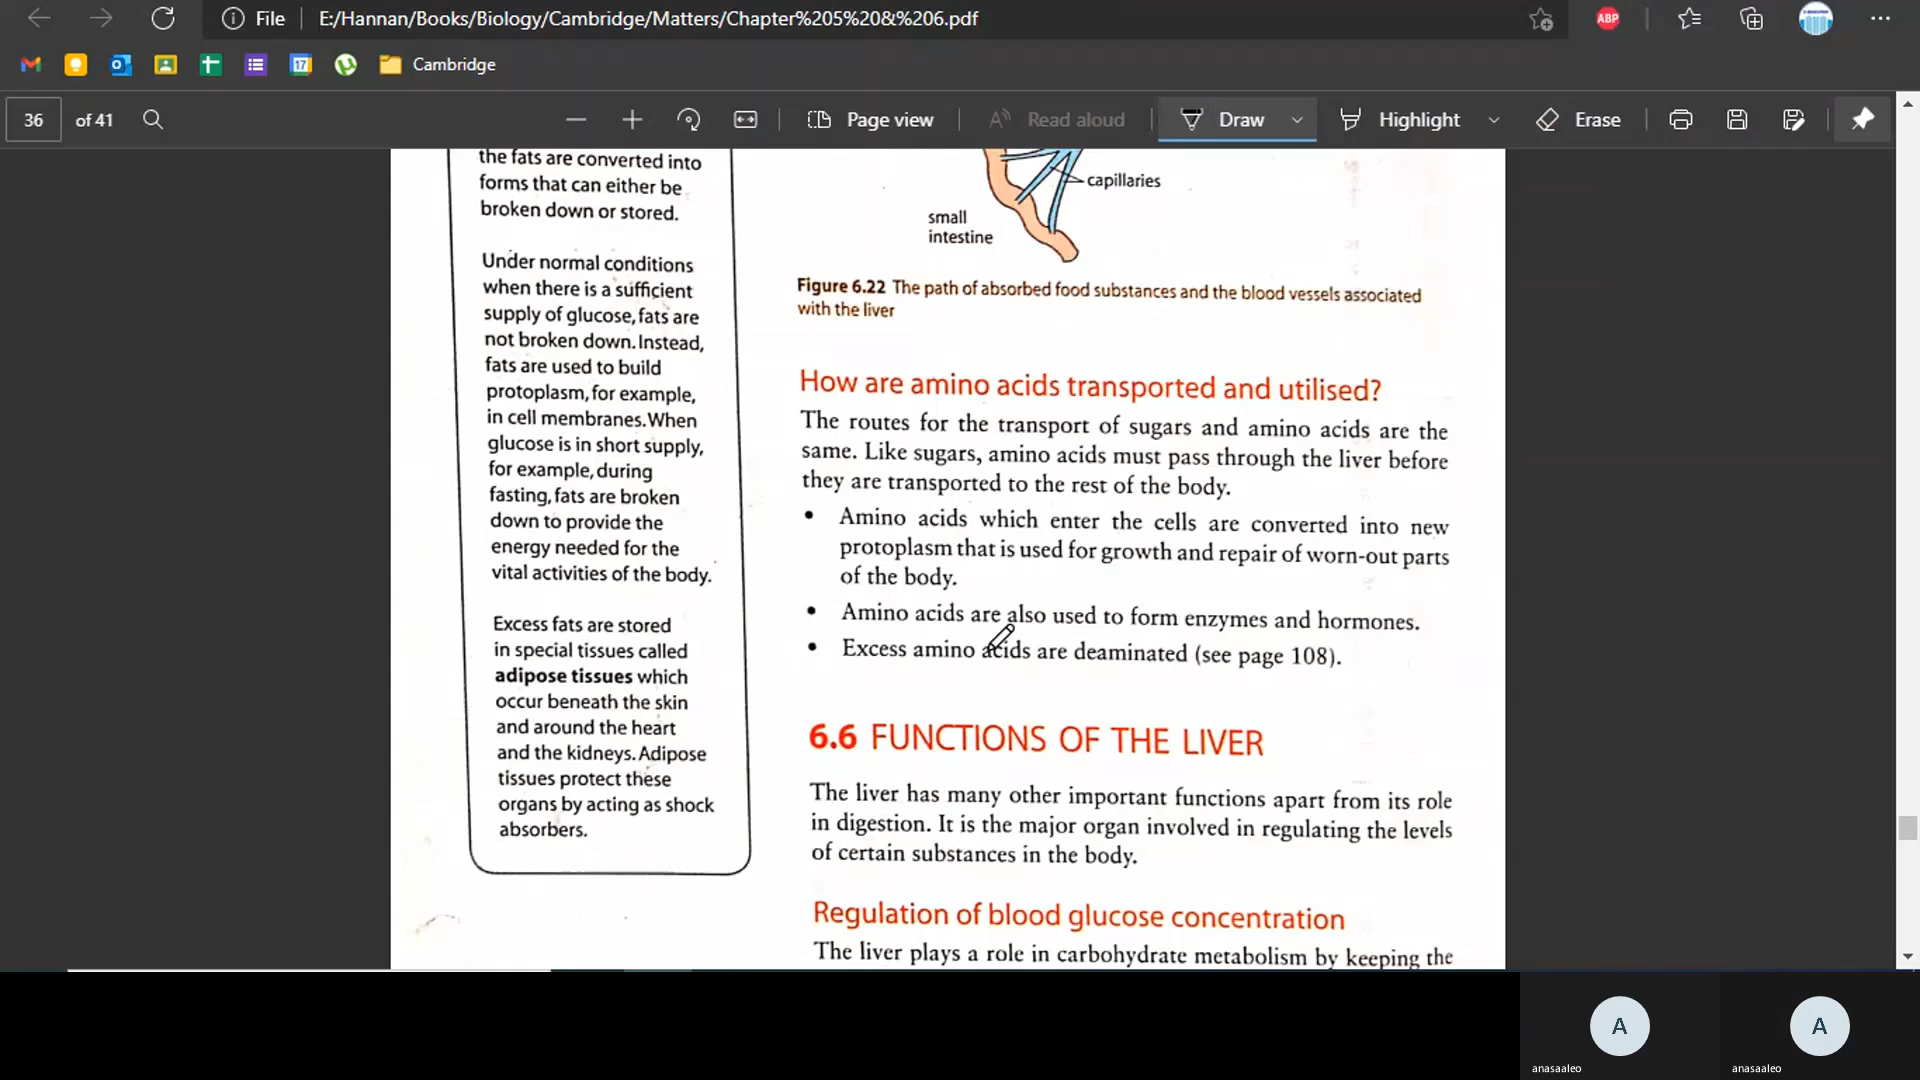 File
E:/Hannan/Books/Biology/Cambridge/Matters/Chapter%205%20&%206.pdf
ABP
17
Cambridge
36
of 41
Page view
Read aloud
Draw
Highlight
Erase
the fats are converted into
forms that can either be
broken down or stored.
Under normal conditions
when there is a sufficient
supply of glucose, fats are
not broken down. Instead,
fats are used to build
protoplasm, for example,
in cell membranes. When
glucose is in short supply,
for example, during
fasting, fats are broken
down to provide the
energy needed for the
vital activities of the body.
Excess fats are stored
in special tissues called
adipose tissues which
occur beneath the skin
and around the heart
and the kidneys. Adipose
tissues protect these
organs by acting as shock
absorbers.
capillaries
small
intestine
Figure 6.22 The path of absorbed food substances and the blood vessels associated
with the liver
How are amino acids transported and utilised?
The routes for the transport of sugars and amino acids are the
same. Like sugars, amino acids must pass through the liver before
they are transported to the rest of the body.
• Amino acids which enter the cells are converted into new
protoplasm that is used for growth and repair of worn-out parts
of the body.
• Amino acids are also used to form enzymes and hormones.
• Excess amino acids are deaminated (see page 108).
6.6 FUNCTIONS OF THE LIVER
The liver has many other important functions apart from its role
in digestion. It is the major organ involved in regulating the levels
of certain substances in the body.
Regulation of blood glucose concentration
The liver plays a role in carbohydrate metabolism by keeping the
A
A
anasaaleo
anasaaleo